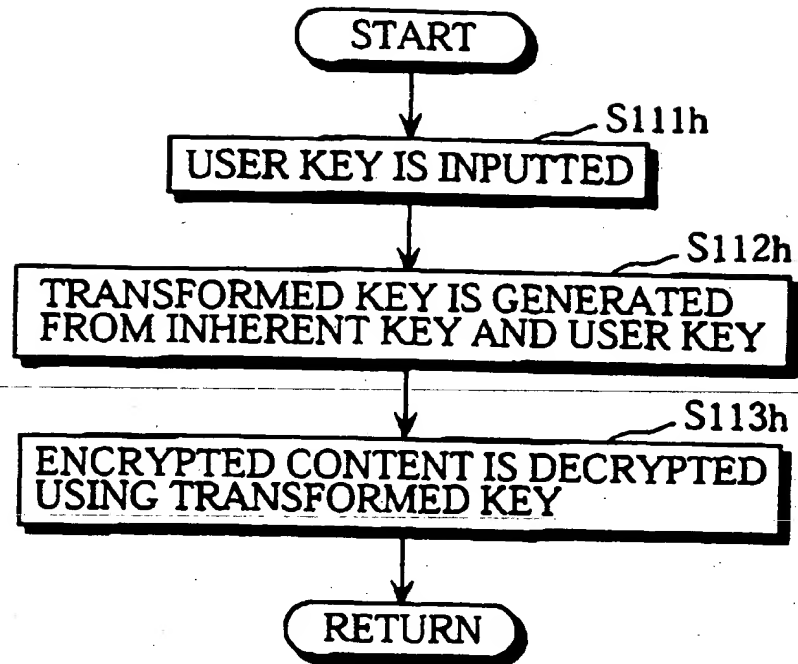 START
S111h
USER KEY IS INPUTTED
S112h
TRANSFORMED KEY IS GENERATED
FROM INHERENT KEY AND USER KEY
S113h
ENCRYPTED CONTENT IS DECRYPTED
USING TRANSFORMED KEY
RETURN